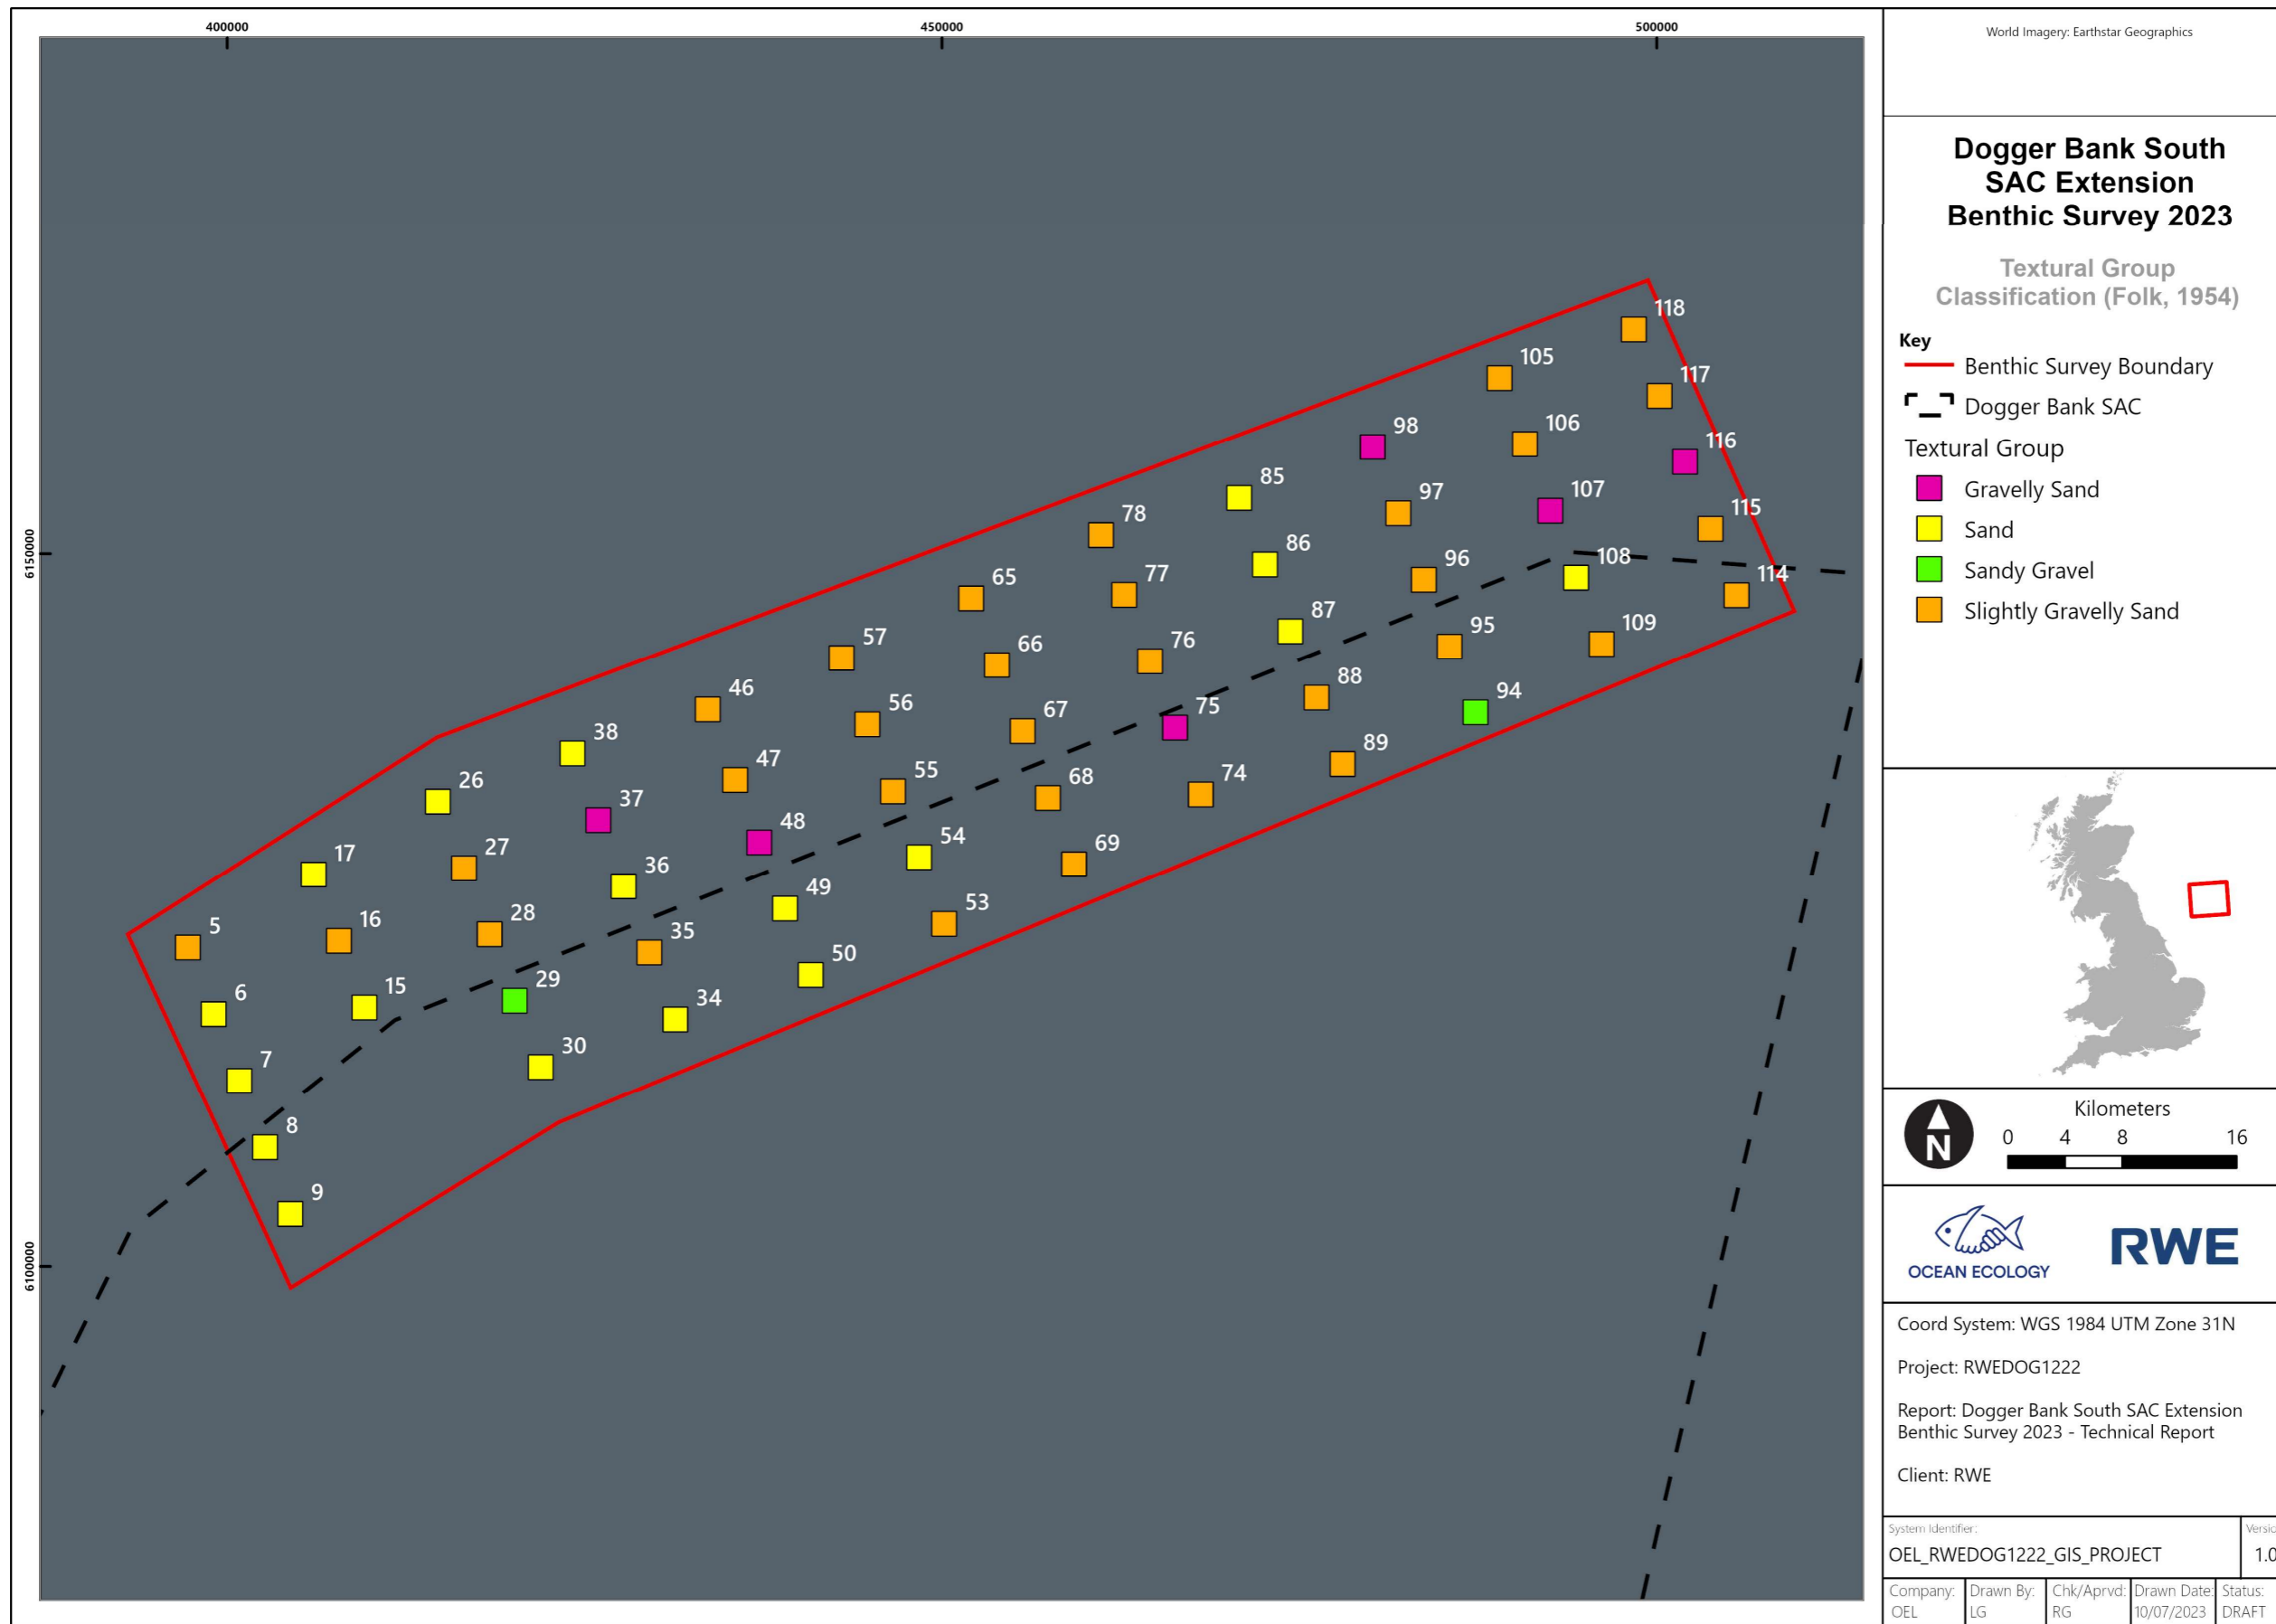 400000
450000
500000
6150000
6100000
118
105
117
98
106
116
85
97
107
78
115
86
96
108
65
77
114
87
57
66
76
95
109
46
88
56
67
75
94
38
47
89
26
55
68
74
37
48
17
27
54
36
69
49
5
16
28
53
35
50
6
15
29
34
7
30
8
9
World Imagery: Earthstar Geographics
Dogger Bank South
SAC Extension
Benthic Survey 2023
Textural Group
Classification (Folk, 1954)
Key
Benthic Survey Boundary
Dogger Bank SAC
Textural Group
Gravelly Sand
Sand
Sandy Gravel
Slightly Gravelly Sand
N
Kilometers
0 4 8 16
OCEAN ECOLOGY
RWE
Coord System: WGS 1984 UTM Zone 31N
Project: RWEDOG1222
Report: Dogger Bank South SAC Extension
Benthic Survey 2023 - Technical Report
Client: RWE
System Identifier:
OEL_RWEDOG1222_GIS_PROJECT
Versio
1.0
Company: Drawn By: Chk/Aprvd: Drawn Date: Status:
OEL LG RG 10/07/2023 DRAFT